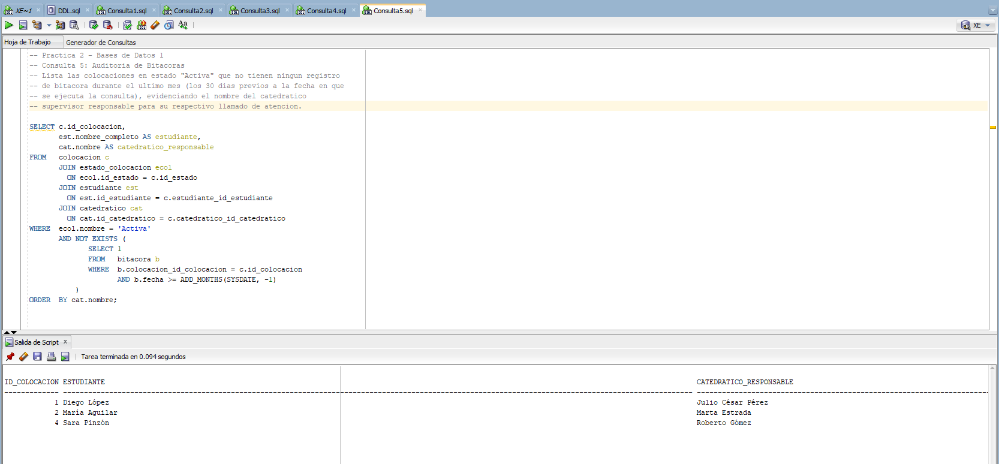 XE~1 DDL.sql Consulta1.sql Consulta2.sql Consulta3.sql Consulta4.sql Consulta5.sql
XE
Hoja de Trabajo Generador de Consultas
-- Practica 2 - Bases de Datos 1
-- Consulta 5: Auditoria de Bitacoras
-- Lista las colocaciones en estado "Activa" que no tienen ningun registro
-- de bitacora durante el ultimo mes (los 30 dias previos a la fecha en que
-- se ejecuta la consulta), evidenciando el nombre del catedratico
-- supervisor responsable para su respectivo llamado de atencion.
SELECT c.id_colocacion,
est.nombre_completo AS estudiante,
cat.nombre AS catedratico_responsable
FROM colocacion c
JOIN estado_colocacion ecol
ON ecol.id_estado = c.id_estado
JOIN estudiante est
ON est.id_estudiante = c.estudiante_id_estudiante
JOIN catedratico cat
ON cat.id_catedratico = c.catedratico_id_catedratico
WHERE ecol.nombre = 'Activa'
AND NOT EXISTS (
SELECT 1
FROM bitacora b
WHERE b.colocacion_id_colocacion = c.id_colocacion
AND b.fecha >= ADD_MONTHS(SYSDATE, -1)
)
ORDER BY cat.nombre;
Salida de Script
Tarea terminada en 0.094 segundos
ID_COLOCACION ESTUDIANTE CATEDRATICO_RESPONSABLE
1 Diego López Julio César Pérez
2 María Aguilar Marta Estrada
4 Sara Pinzón Roberto Gómez